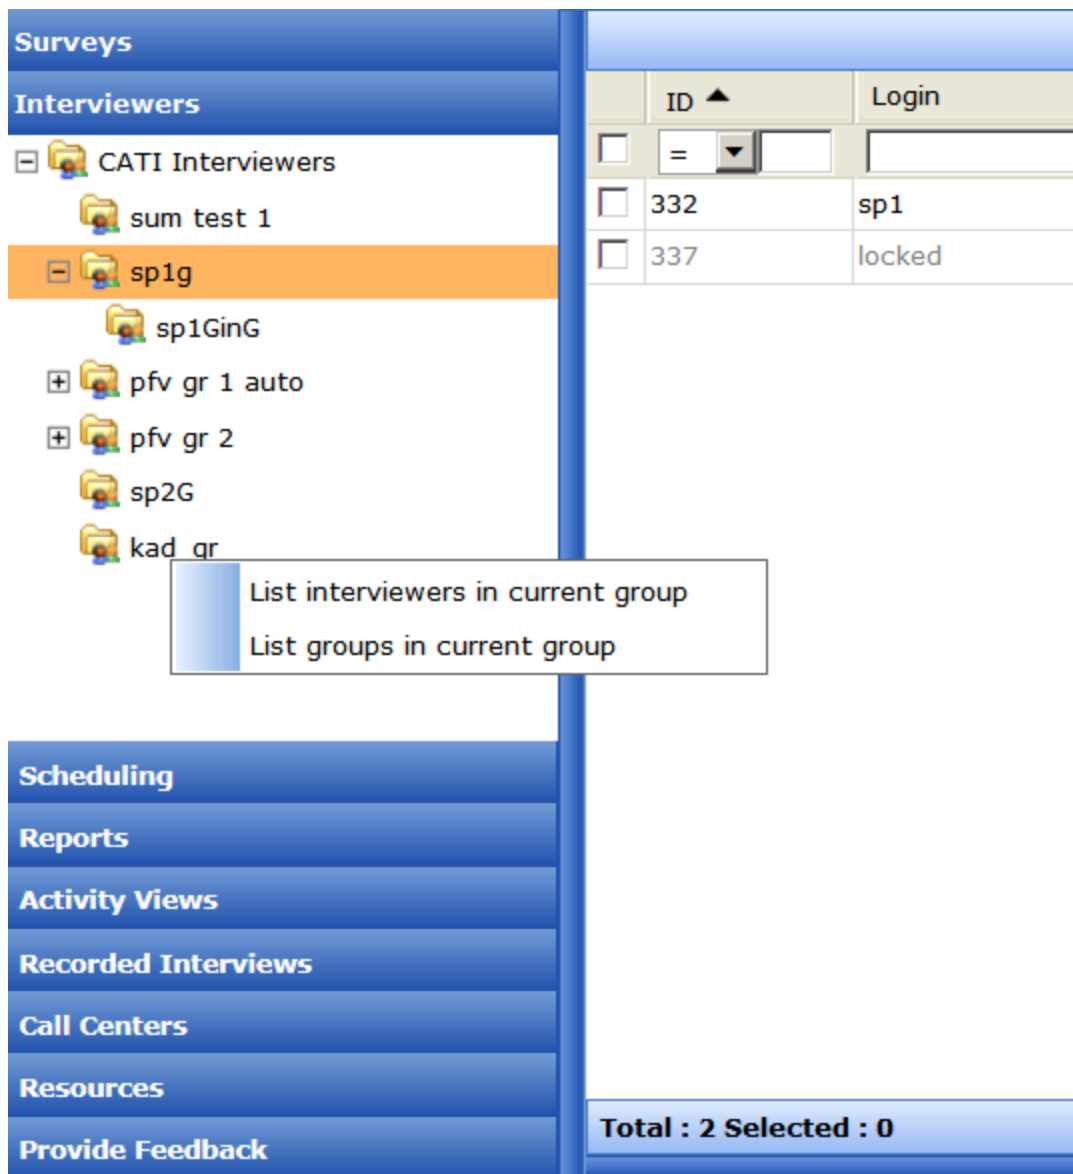 Surveys
Interviewers
CATI Interviewers
sum test 1
sp1g
sp1GinG
pfv gr 1 auto
pfv gr 2
sp2G
kad_gr
List interviewers in current group
List groups in current group
Scheduling
Reports
Activity Views
Recorded Interviews
Call Centers
Resources
Provide Feedback
ID Login
=
332 sp1
337 locked
Total : 2 Selected : 0